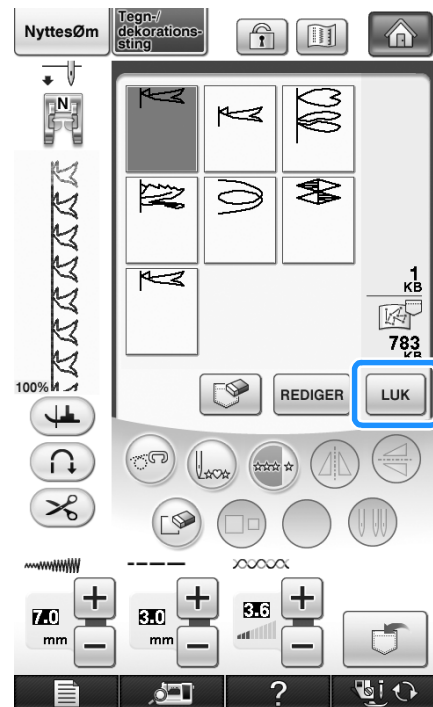 NyttesØm
Tegn-/
dekorations-
sting
N
1
KB
783
KB
100%
REDIGER
LUK
7.0
mm
3.0
mm
3.6
?